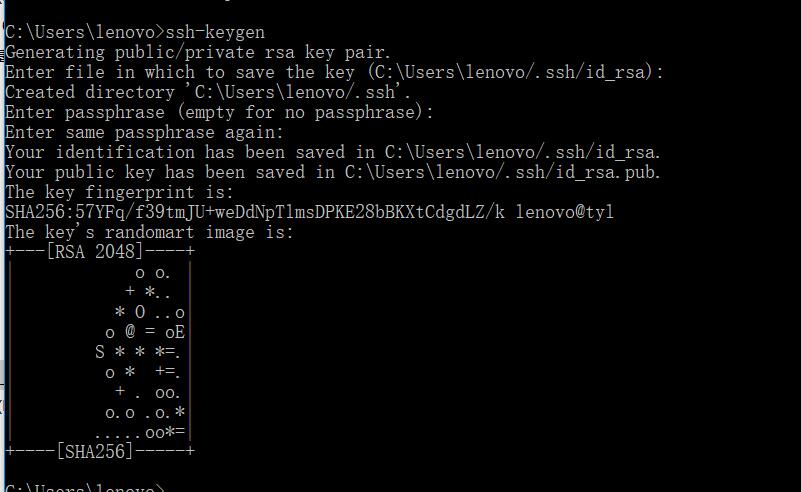 C:\Users\lenovo>ssh-keygen
Generating public/private rsa key pair.
Enter file in which to save the key (C:\Users\lenovo/.ssh/id_rsa):
Created directory 'C:\Users\lenovo/.ssh'.
Enter passphrase (empty for no passphrase):
Enter same passphrase again:
Your identification has been saved in C:\Users\lenovo/.ssh/id_rsa.
Your public key has been saved in C:\Users\lenovo/.ssh/id_rsa.pub.
The key fingerprint is:
SHA256:57YFq/f39tmJU+weDdNpTlmsDPKE28bBKXtCdgdLZ/k lenovo@tyl
The key's randomart image is:
+---[RSA 2048]----+
|            o o. |
|           + *.. |
|          * O ..o|
|         o @ = oE|
|        S * * *=.|
|         o *  +=.|
|          + . oo.|
|         o.o .o.*|
|        .....oo*=|
+----[SHA256]-----+
C:\Users\lenovo>